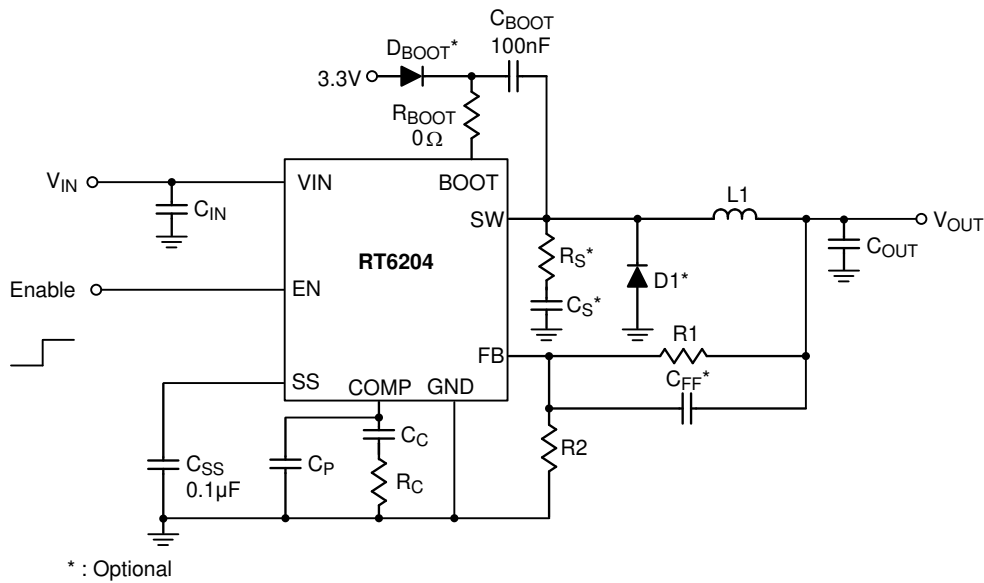 C_BOOT
100nF
D_BOOT*
3.3V
R_BOOT
0Ω
V_IN
VIN
BOOT
C_IN
SW
L1
V_OUT
C_OUT
RT6204
R_S*
Enable
EN
D1*
C_S*
R1
FB
C_FF*
SS
COMP
GND
C_C
R2
C_SS
0.1µF
C_P
R_C
* : Optional